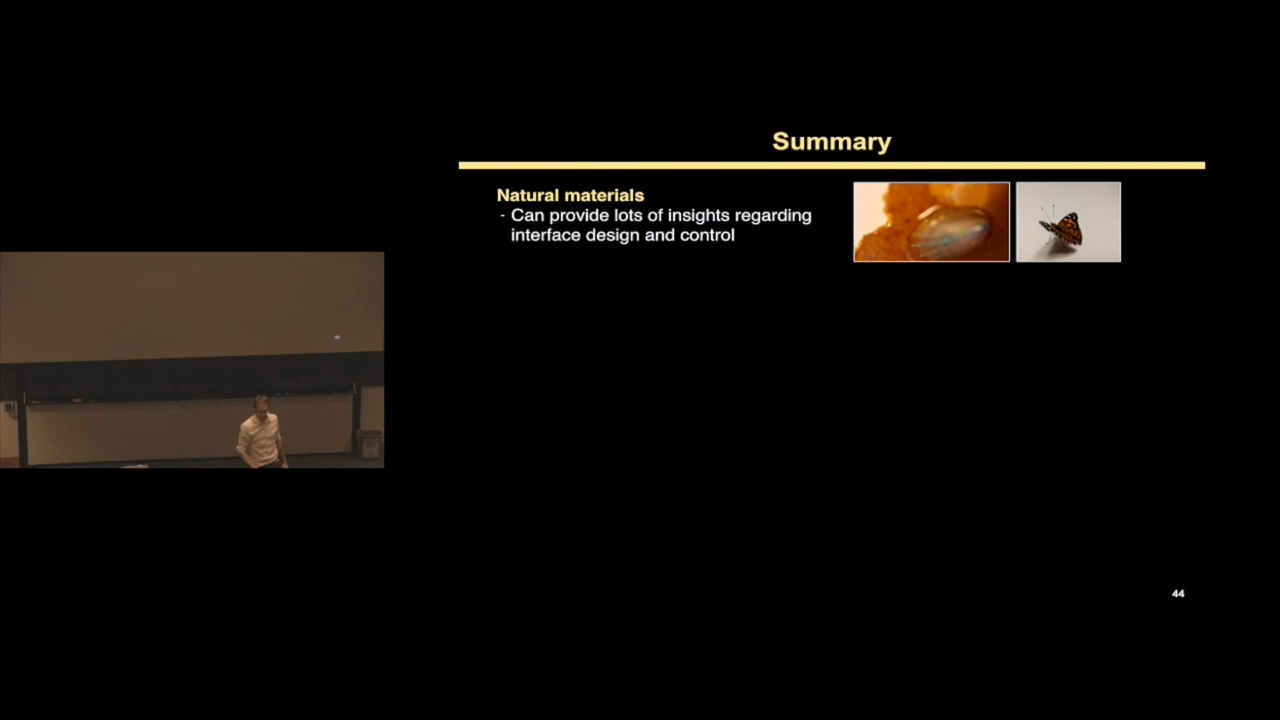 Summary
Natural materials
- Can provide lots of insights regarding
interface design and control
44